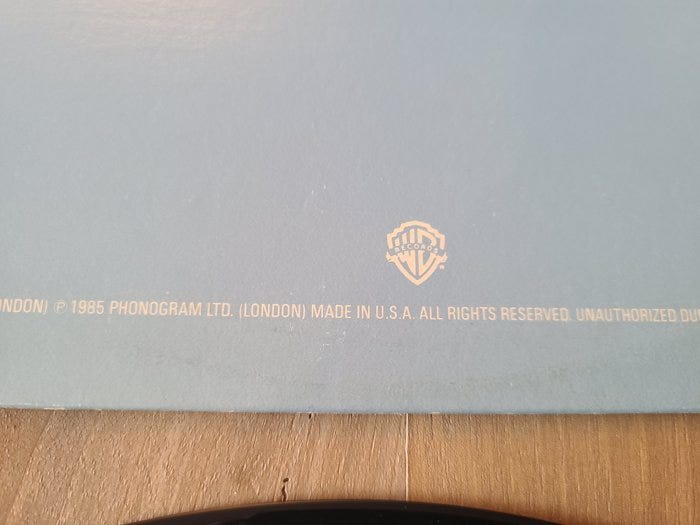 RECORDS
ONDON) ℗ 1985 PHONOGRAM LTD. (LONDON) MADE IN U.S.A. ALL RIGHTS RESERVED. UNAUTHORIZED DU